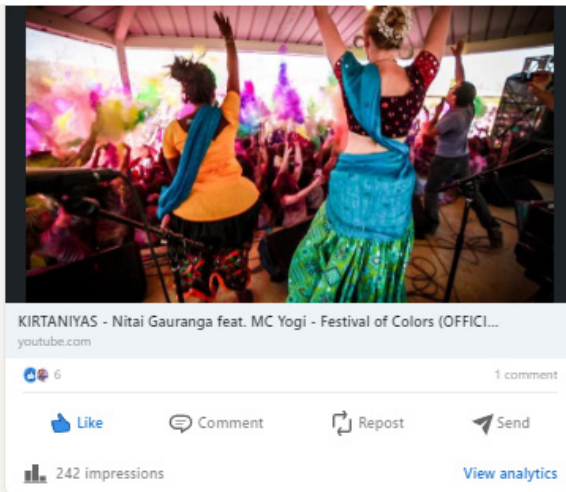 KIRTANIYAS - Nitai Gauranga feat. MC Yogi - Festival of Colors (OFFICI...
youtube.com
6
1 comment
Like
Comment
Repost
Send
242 impressions
View analytics